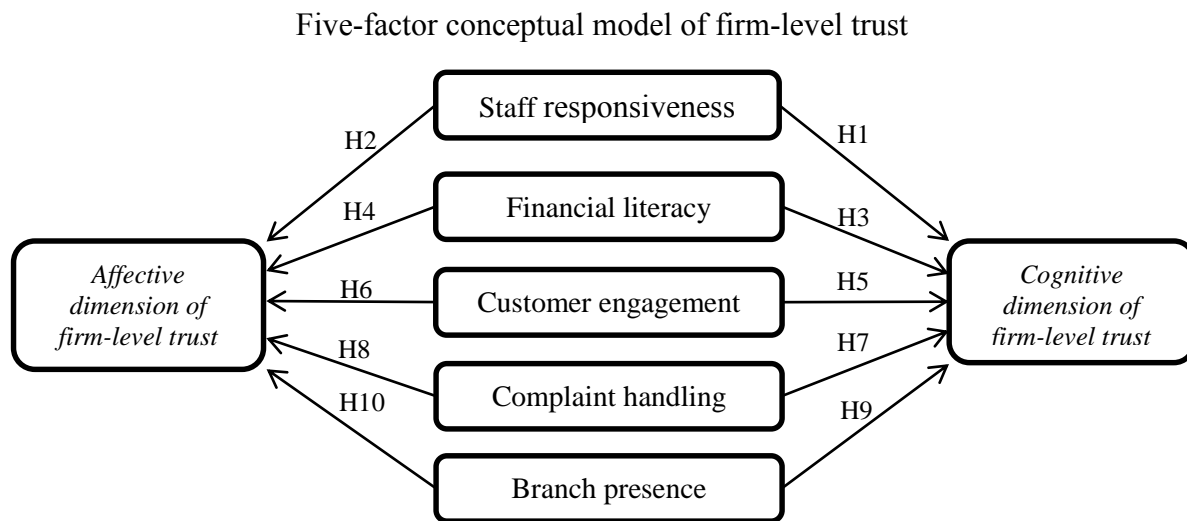 Five-factor conceptual model of firm-level trust
Staff responsiveness
H2
H1
Financial literacy
H4
H3
Affective
dimension of
firm-level trust
H6
Customer engagement
H5
Cognitive
dimension of
firm-level trust
H8
H7
Complaint handling
H10
H9
Branch presence